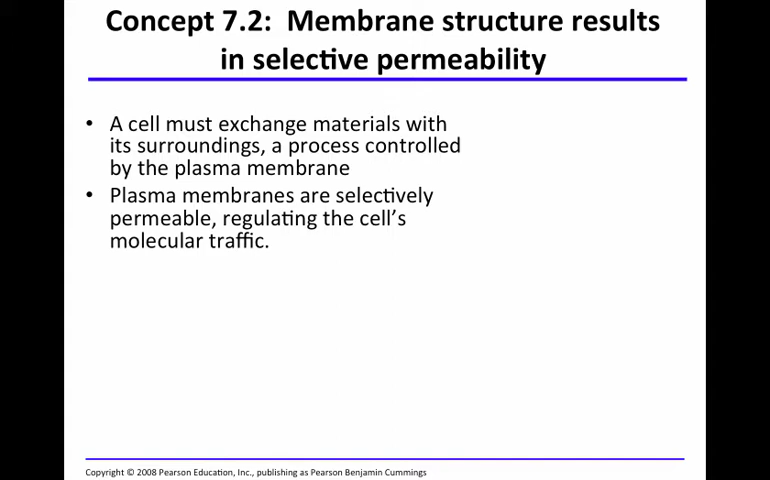 Concept 7.2: Membrane structure results
in selective permeability
• A cell must exchange materials with
its surroundings, a process controlled
by the plasma membrane
• Plasma membranes are selectively
permeable, regulating the cell’s
molecular traffic.
Copyright © 2008 Pearson Education, Inc., publishing as Pearson Benjamin Cummings